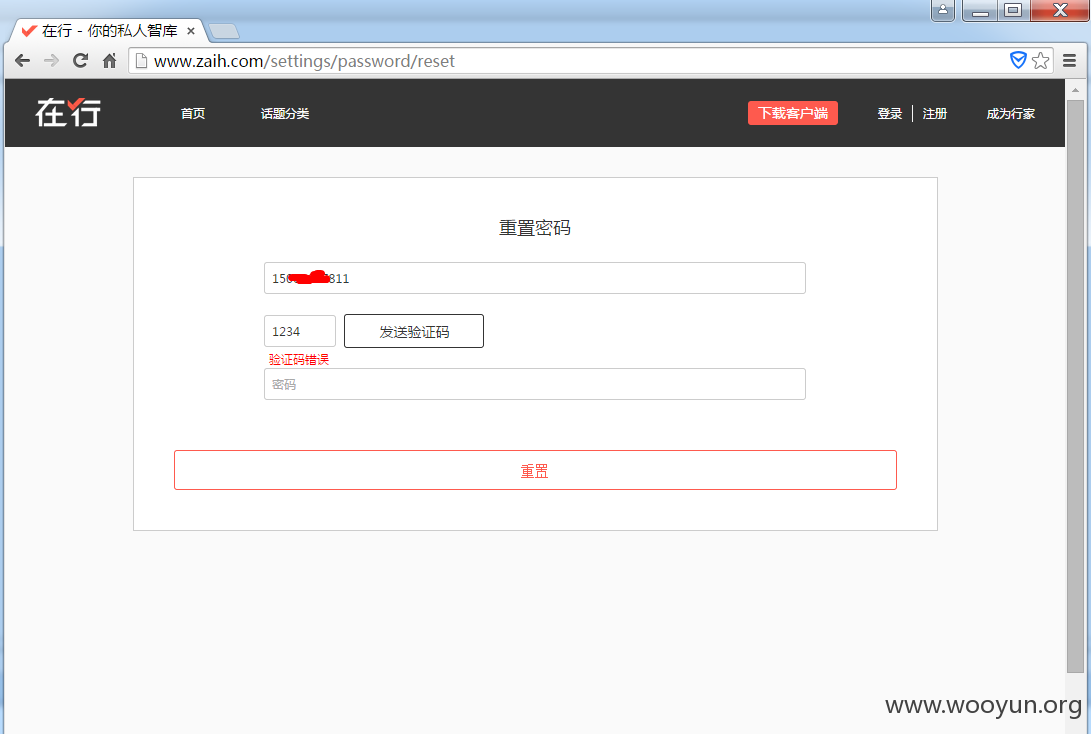 在行 - 你的私人智库
www.zaih.com/settings/password/reset
在行 首页 话题分类 下载客户端 登录 注册 成为行家
重置密码
811
1234 发送验证码
验证码错误
密码
重置
www.wooyun.org